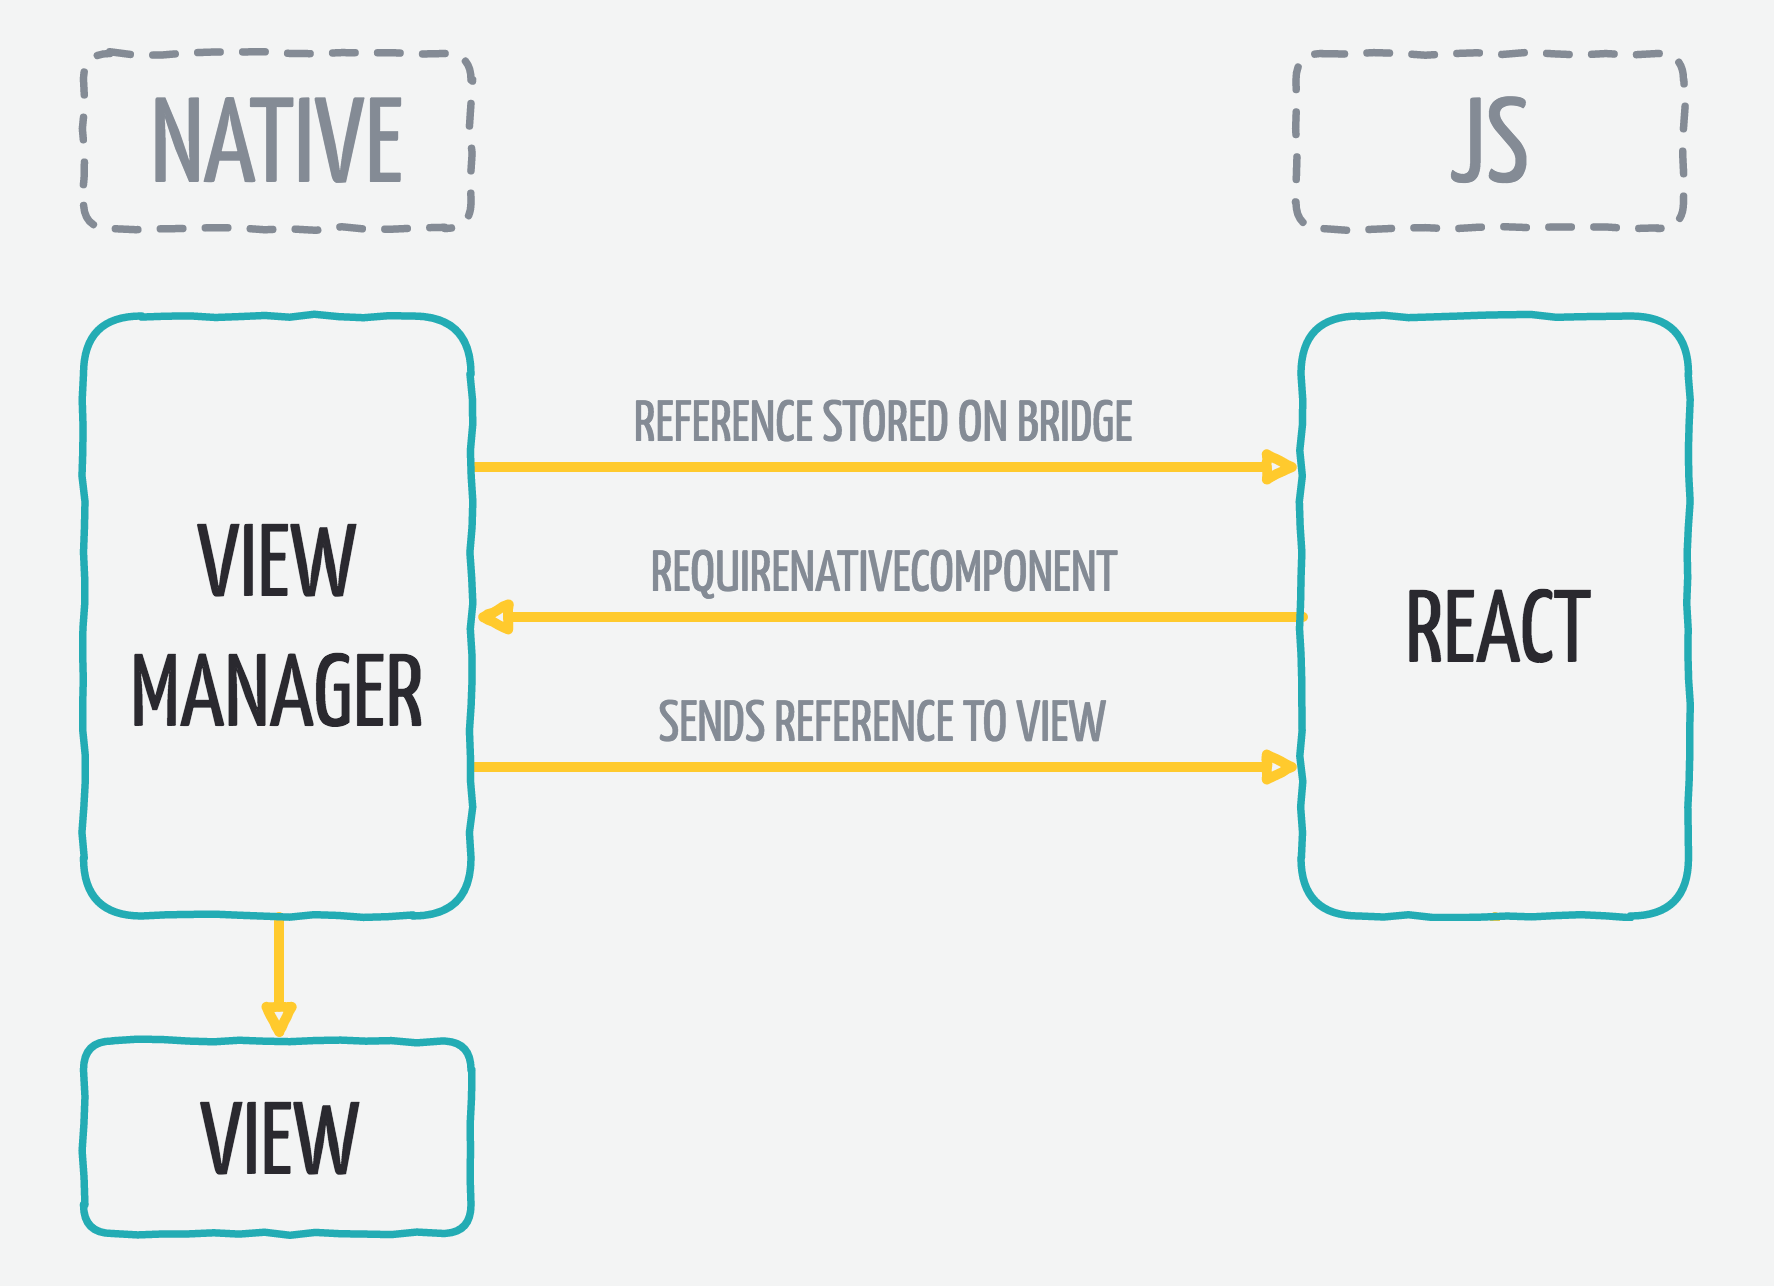 NATIVE
JS
REFERENCE STORED ON BRIDGE
REQUIRENATIVECOMPONENT
SENDS REFERENCE TO VIEW
VIEW
MANAGER
REACT
VIEW